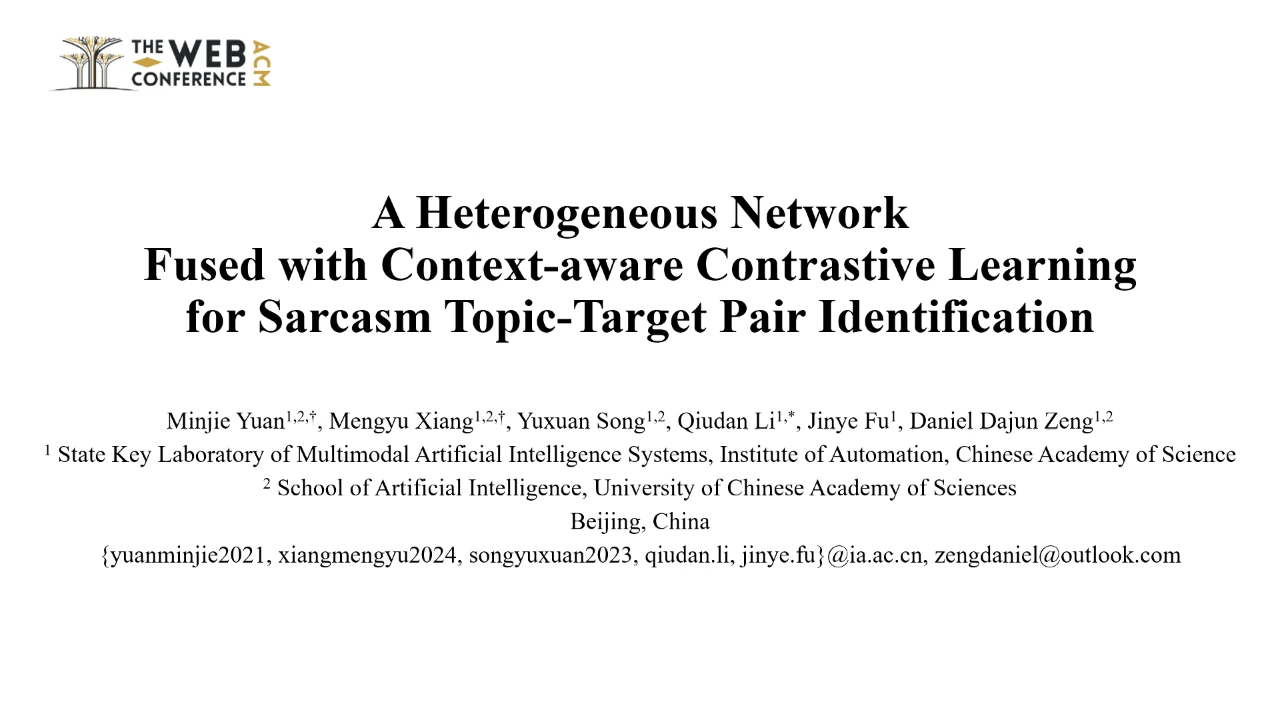 THE WEB ACM
CONFERENCE
A Heterogeneous Network
Fused with Context-aware Contrastive Learning
for Sarcasm Topic-Target Pair Identification
Minjie Yuan1,2,†, Mengyu Xiang1,2,†, Yuxuan Song1,2, Qiudan Li1,*, Jinye Fu1, Daniel Dajun Zeng1,2
1 State Key Laboratory of Multimodal Artificial Intelligence Systems, Institute of Automation, Chinese Academy of Science
2 School of Artificial Intelligence, University of Chinese Academy of Sciences
Beijing, China
{yuanminjie2021, xiangmengyu2024, songyuxuan2023, qiudan.li, jinye.fu}@ia.ac.cn, zengdaniel@outlook.com